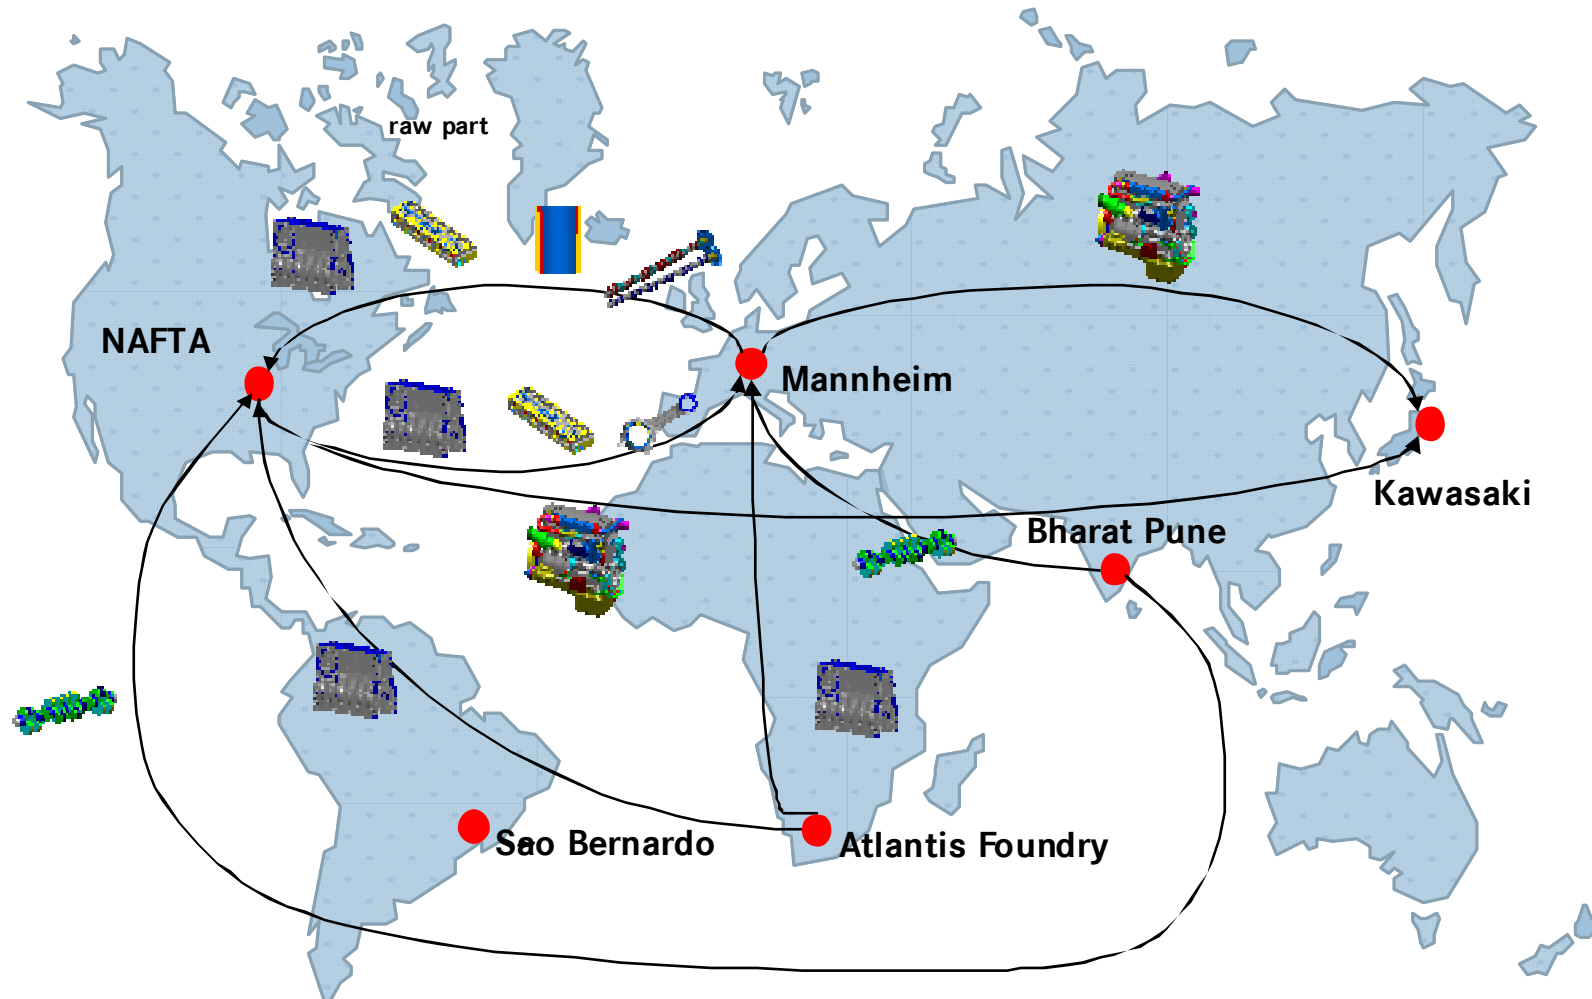 raw part
NAFTA
Mannheim
Kawasaki
Bharat Pune
Sao Bernardo
Atlantis Foundry